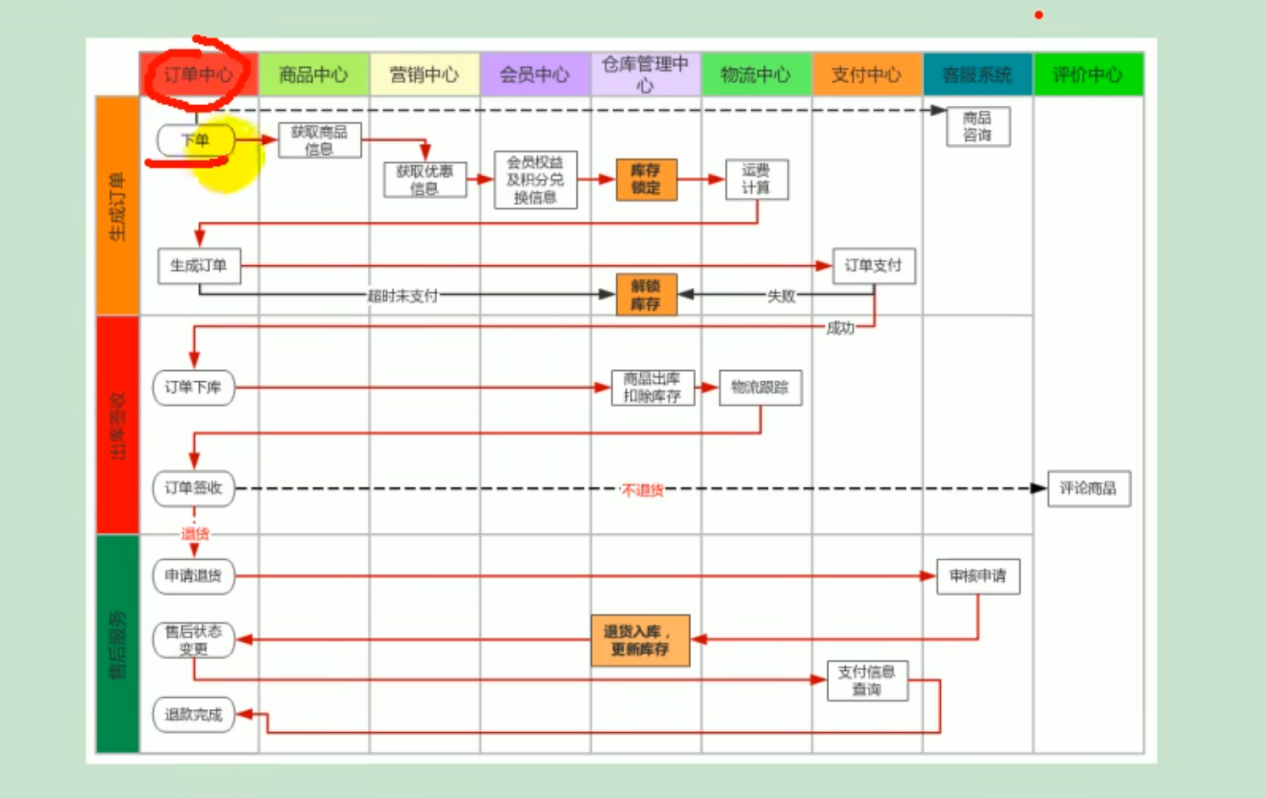 订单中心
商品中心
营销中心
会员中心
仓库管理中
心
物流中心
支付中心
客服系统
评价中心
生成订单
下单
获取商品
信息
获取优惠
信息
会员权益
及积分兑
换信息
库存
锁定
运费
计算
商品
咨询
生成订单
订单支付
超时未支付
解锁
库存
失败
成功
出库签收
订单下库
商品出库
扣除库存
物流跟踪
订单签收
不退货
评论商品
退货
售后服务
申请退货
审核申请
售后状态
变更
退货入库，
更新库存
支付信息
查询
退款完成